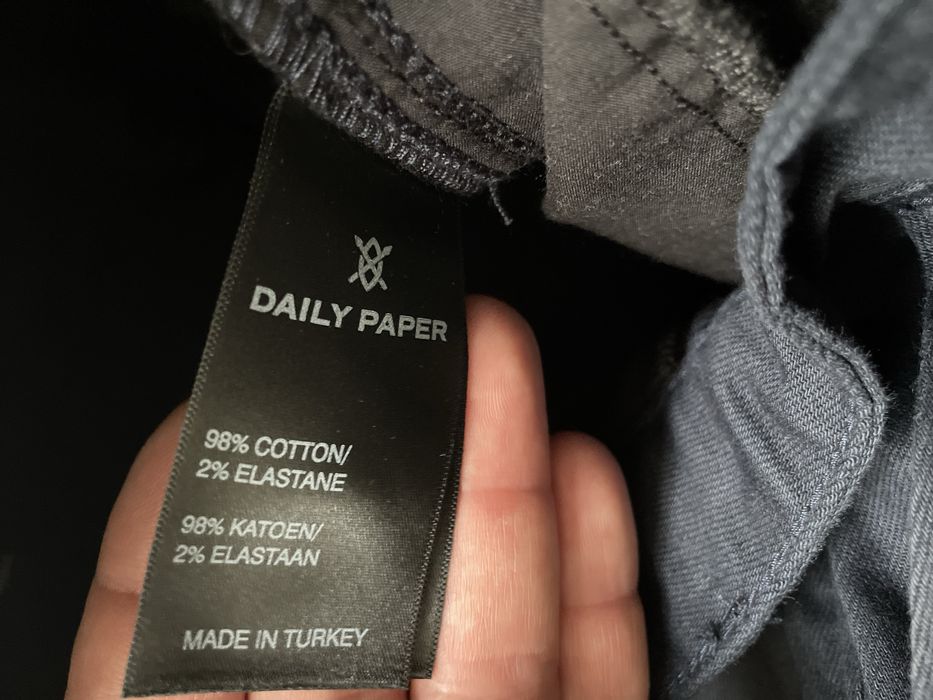 DAILY PAPER
98% COTTON/
2% ELASTANE
98% KATOEN/
2% ELASTAAN
MADE IN TURKEY